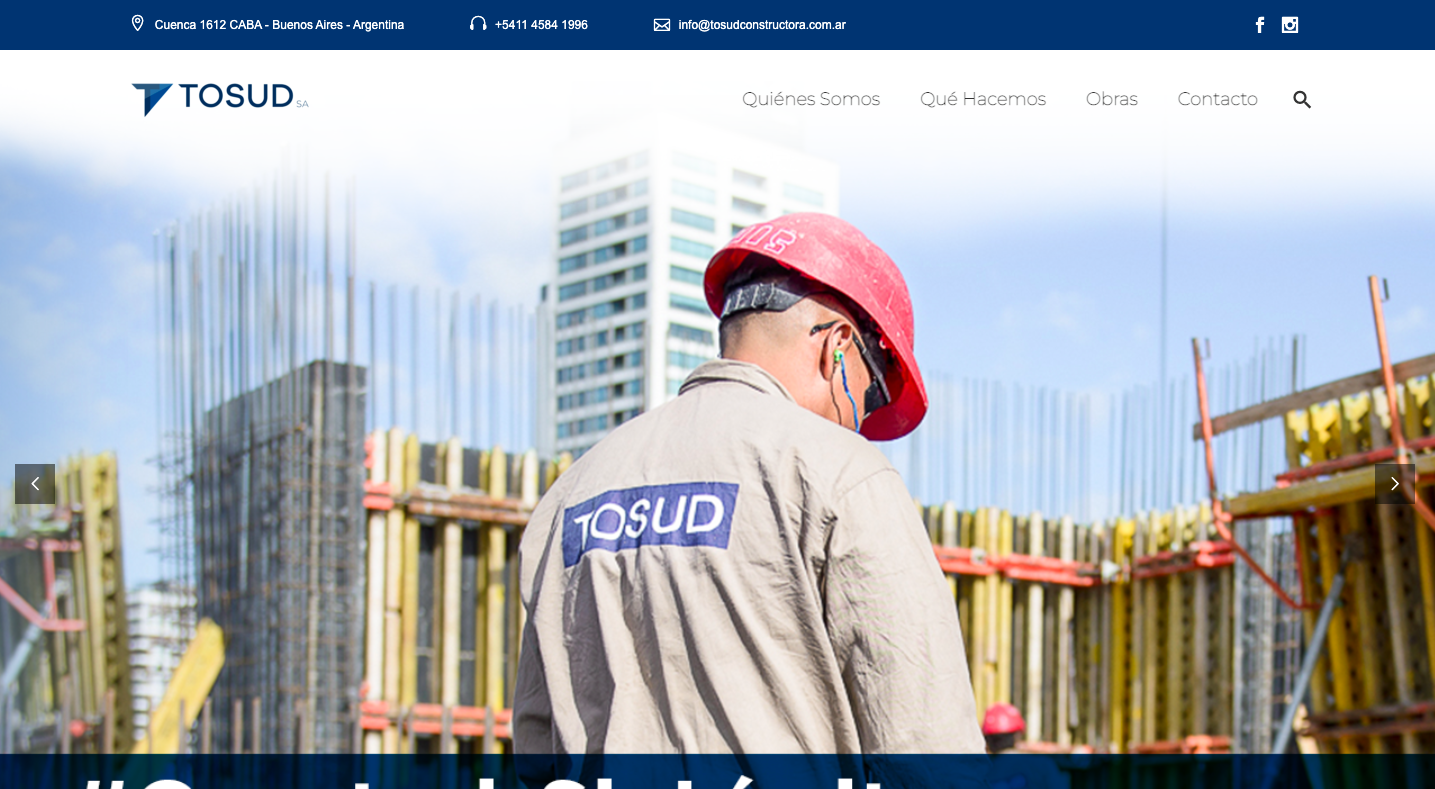 Cuenca 1612 CABA - Buenos Aires - Argentina
+5411 4584 1996
info@tosudconstructora.com.ar
TOSUD SA
Quiénes Somos
Qué Hacemos
Obras
Contacto
TOSUD